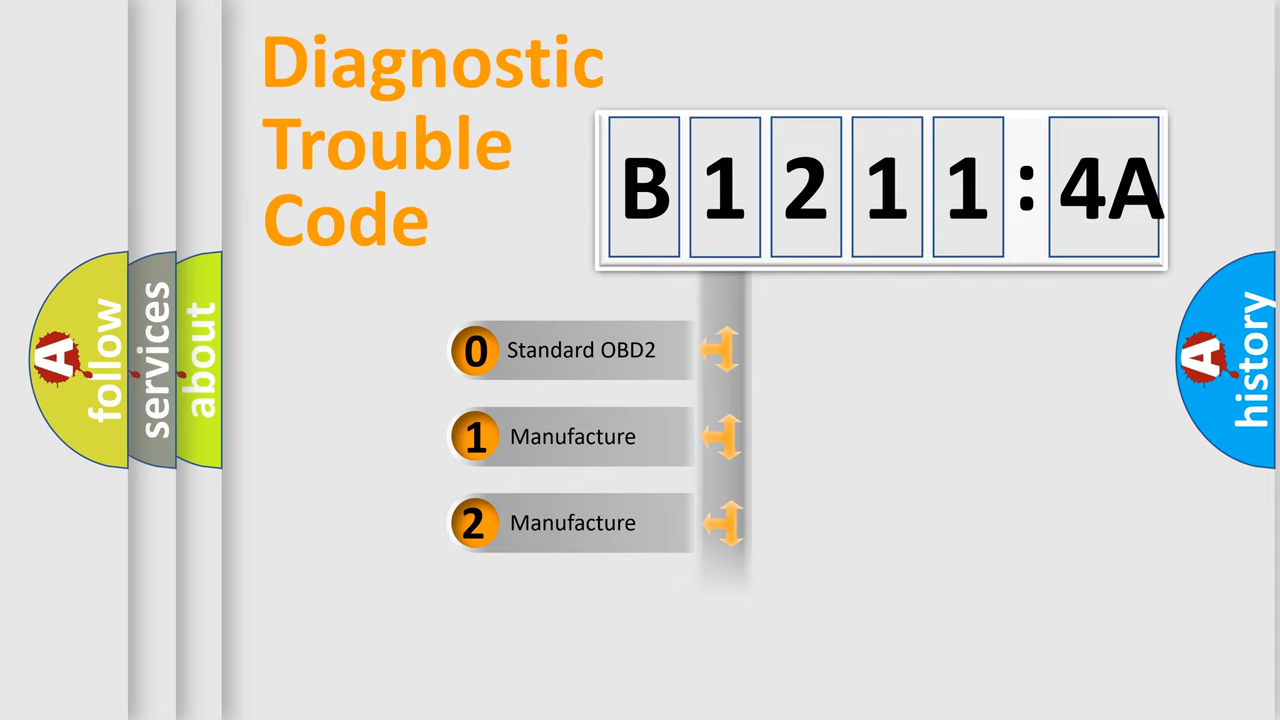 Diagnostic
Trouble
Code
B 1 2 1 1 : 4A
0 Standard OBD2
1 Manufacture
2 Manufacture
A follow
services
about
A history